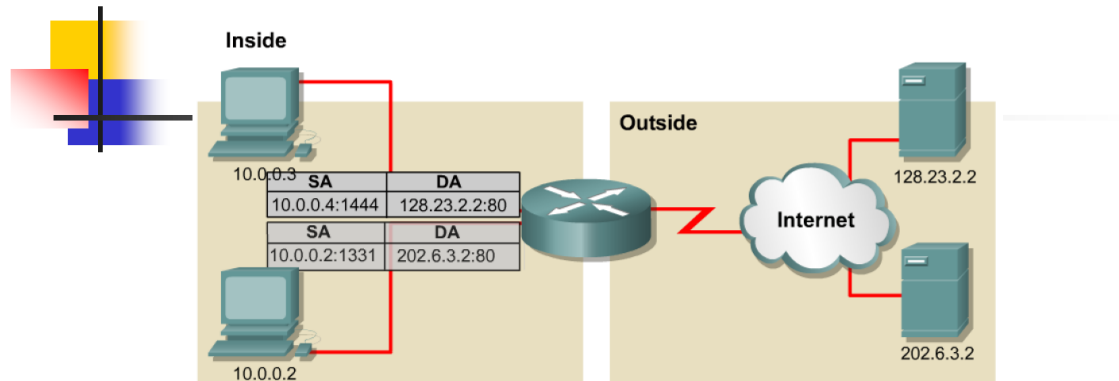 Inside
Outside
10.0.0.3
SA DA
10.0.0.4:1444 128.23.2.2:80
SA DA
10.0.0.2:1331 202.6.3.2:80
10.0.0.2
Internet
128.23.2.2
202.6.3.2